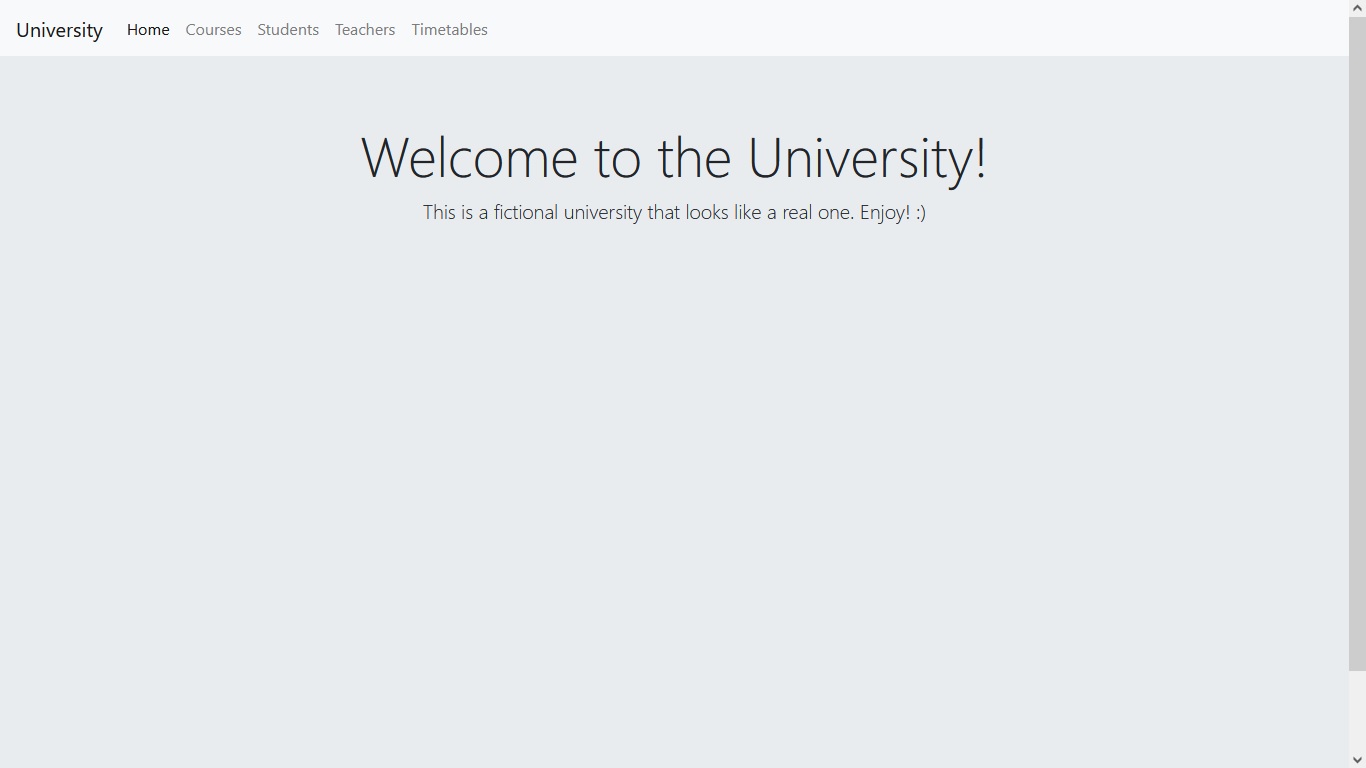 University Home Courses Students Teachers Timetables
Welcome to the University!
This is a fictional university that looks like a real one. Enjoy! :)